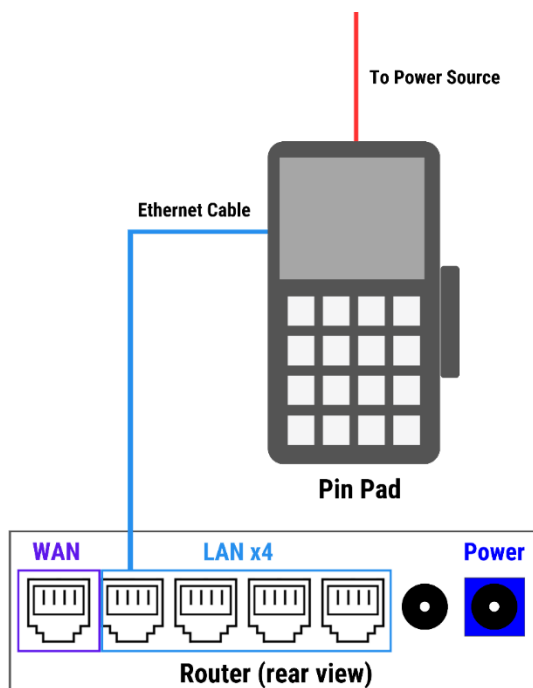 To Power Source
Ethernet Cable
Pin Pad
WAN
LAN x4
Power
Router (rear view)